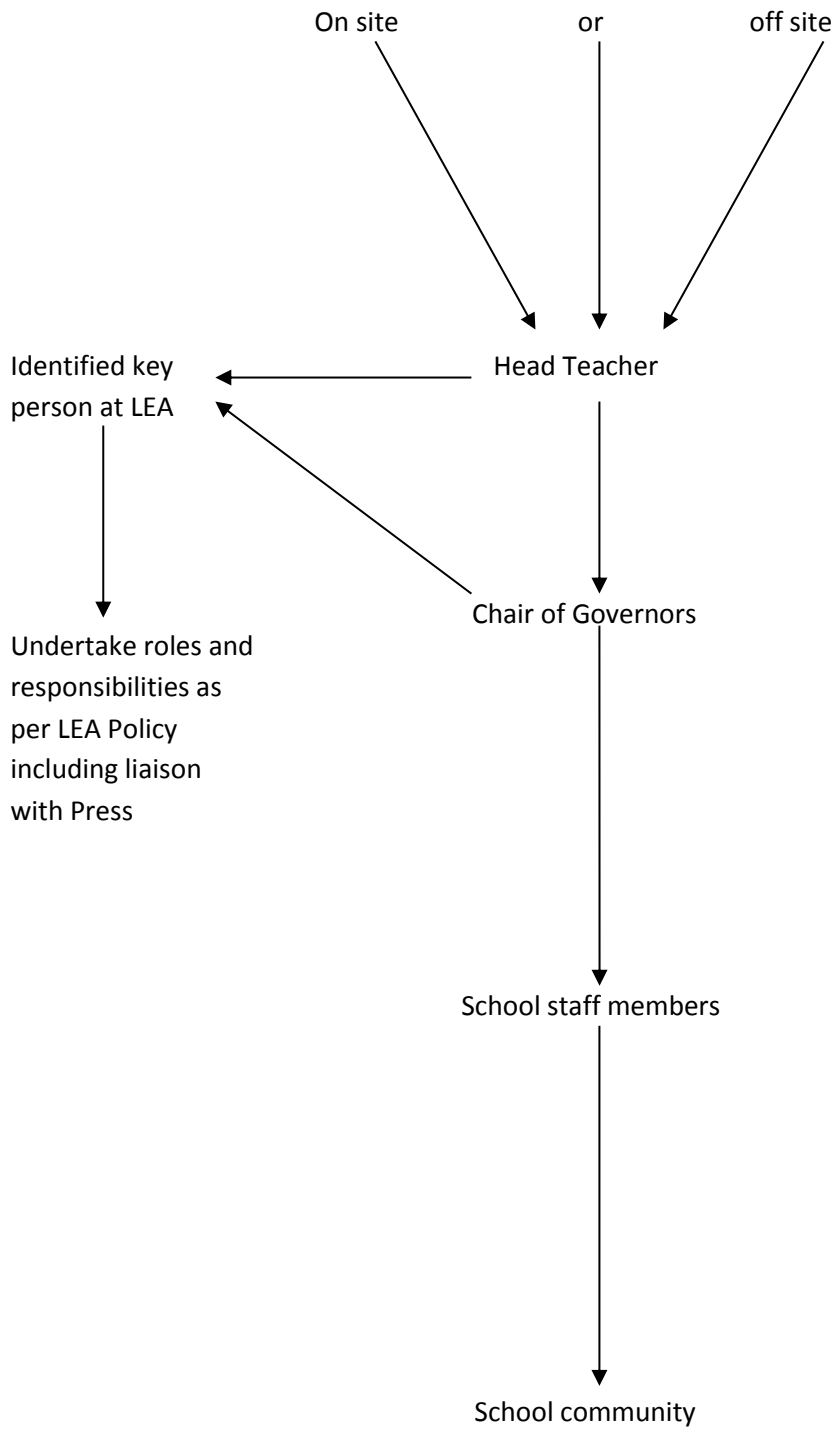 On site or off site
Identified key
person at LEA
Head Teacher
Chair of Governors
Undertake roles and
responsibilities as
per LEA Policy
including liaison
with Press
School staff members
School community